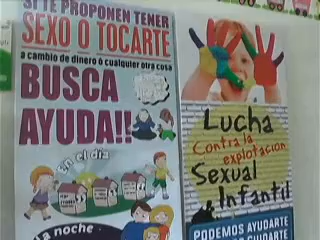 SI TE PROPONEN TENER
SEXO O TOCARTE
a cambio de dinero ó cualquier otra cosa
BUSCA
AYUDA!!
En el día
la noche
Lucha
Contra la
explotación
Sexual
Infantil
PODEMOS AYUDARTE